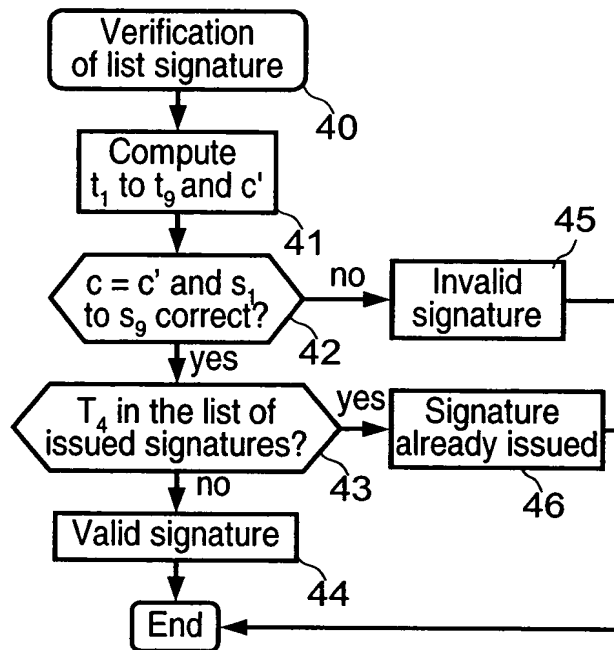 Verification
of list signature
40
Compute
t₁ to t₉ and c'
41
c = c' and s₁
to s₉ correct?
42
no
45
Invalid
signature
yes
T₄ in the list of
issued signatures?
43
yes
Signature
already issued
46
no
Valid signature
44
End